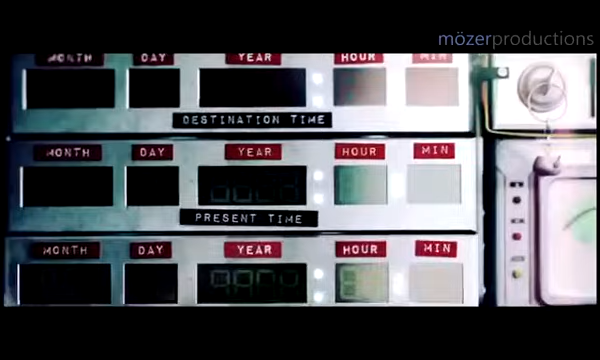 mözerproductions
MONTH DAY YEAR HOUR MIN
DESTINATION TIME
MONTH DAY YEAR HOUR MIN
PRESENT TIME
MONTH DAY YEAR HOUR MIN